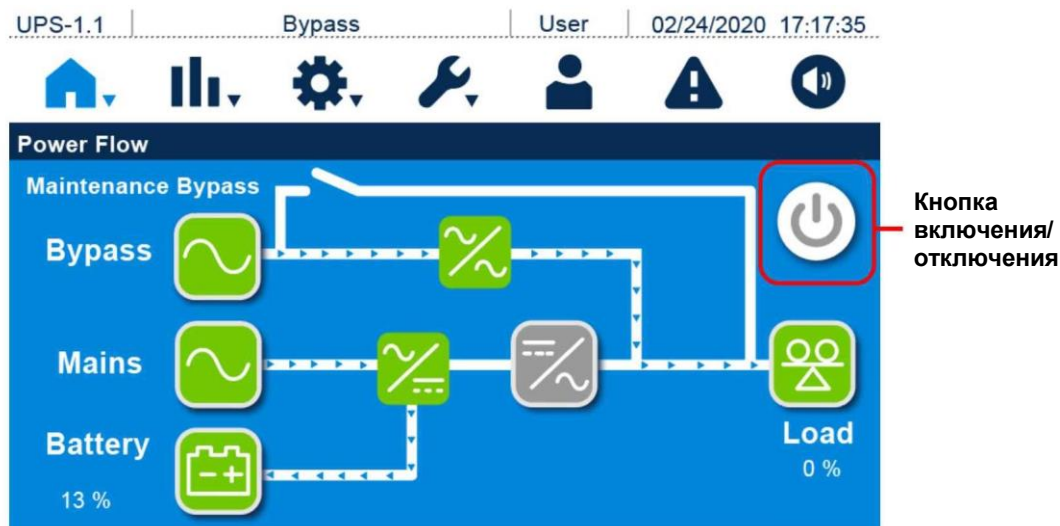 UPS-1.1 Bypass User 02/24/2020 17:17:35
Power Flow
Maintenance Bypass
Bypass
Mains
Battery
13 %
Load
0 %
Кнопка
включения/
отключения